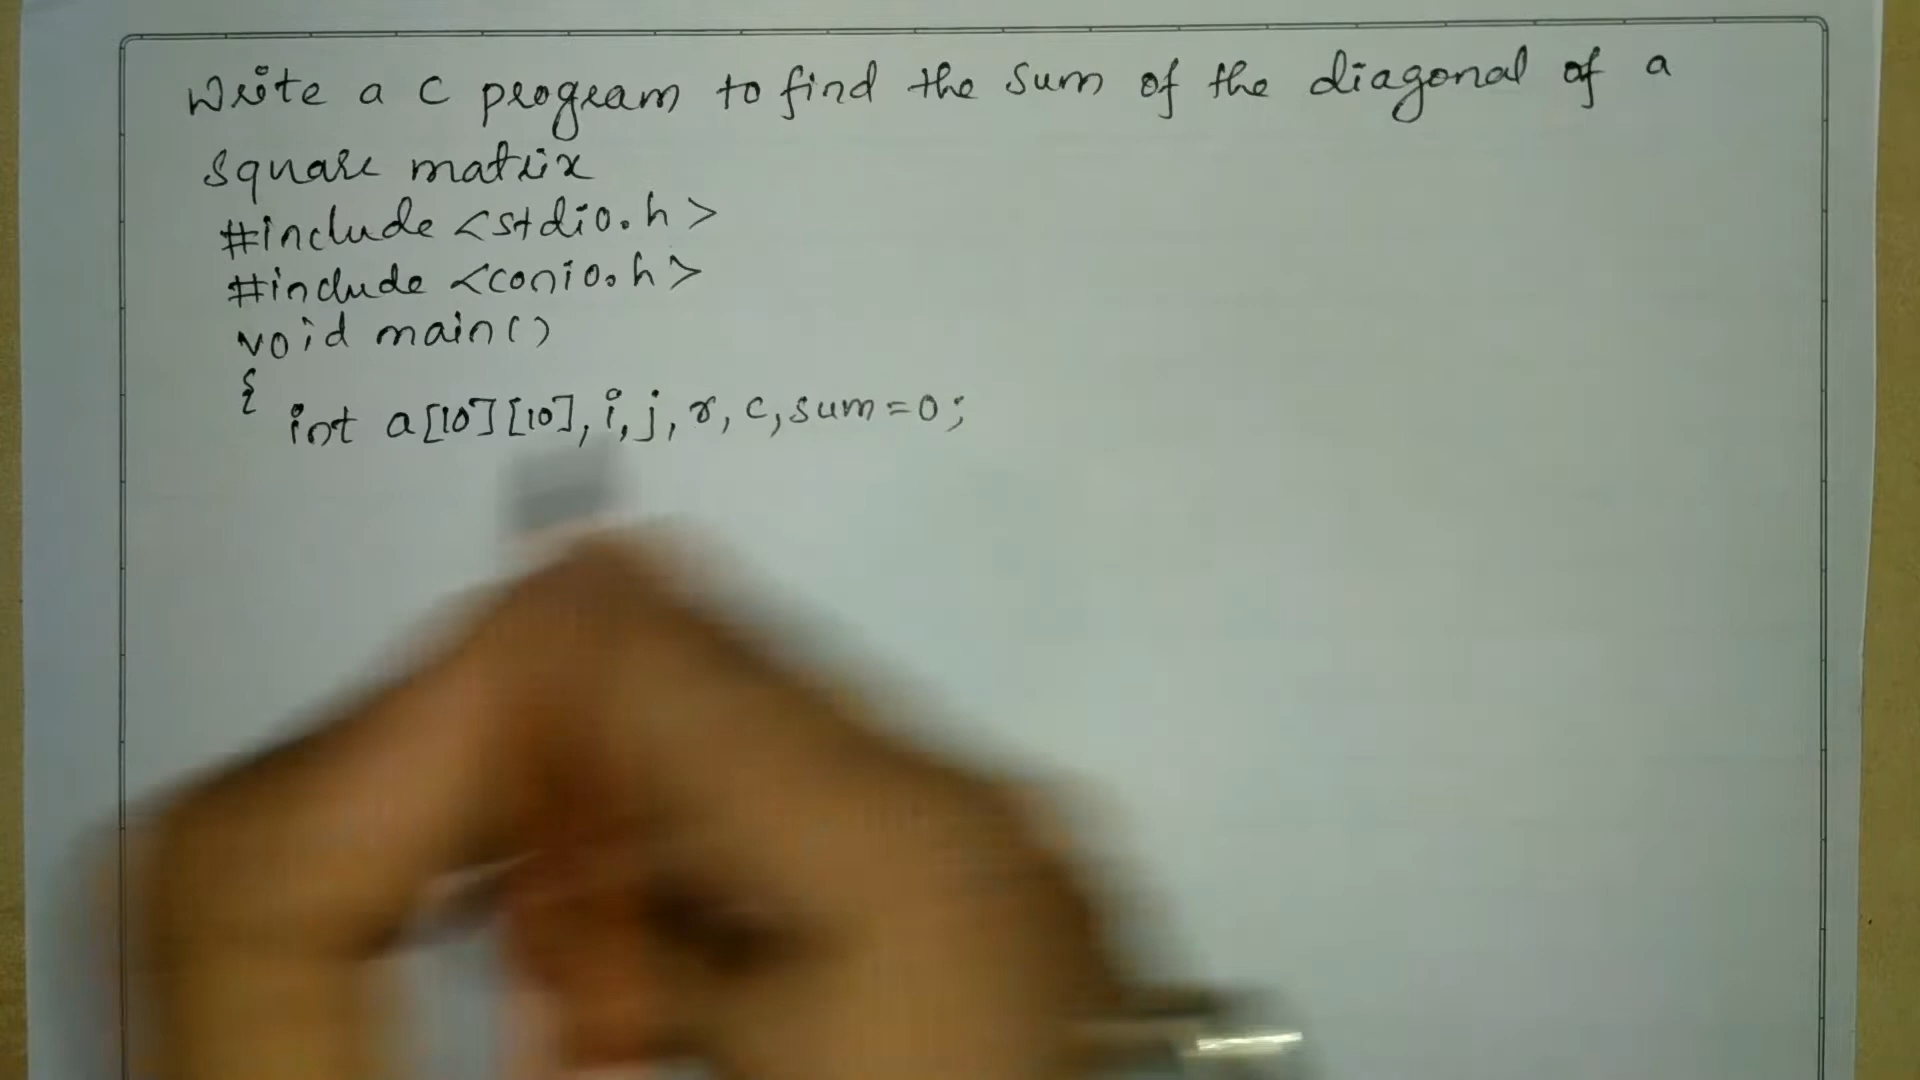 Write a C program to find the sum of the diagonal of a
square matrix
#include <stdio.h>
#include <conio.h>
void main()
{
int a[10][10], i, j, r, c, sum=0;